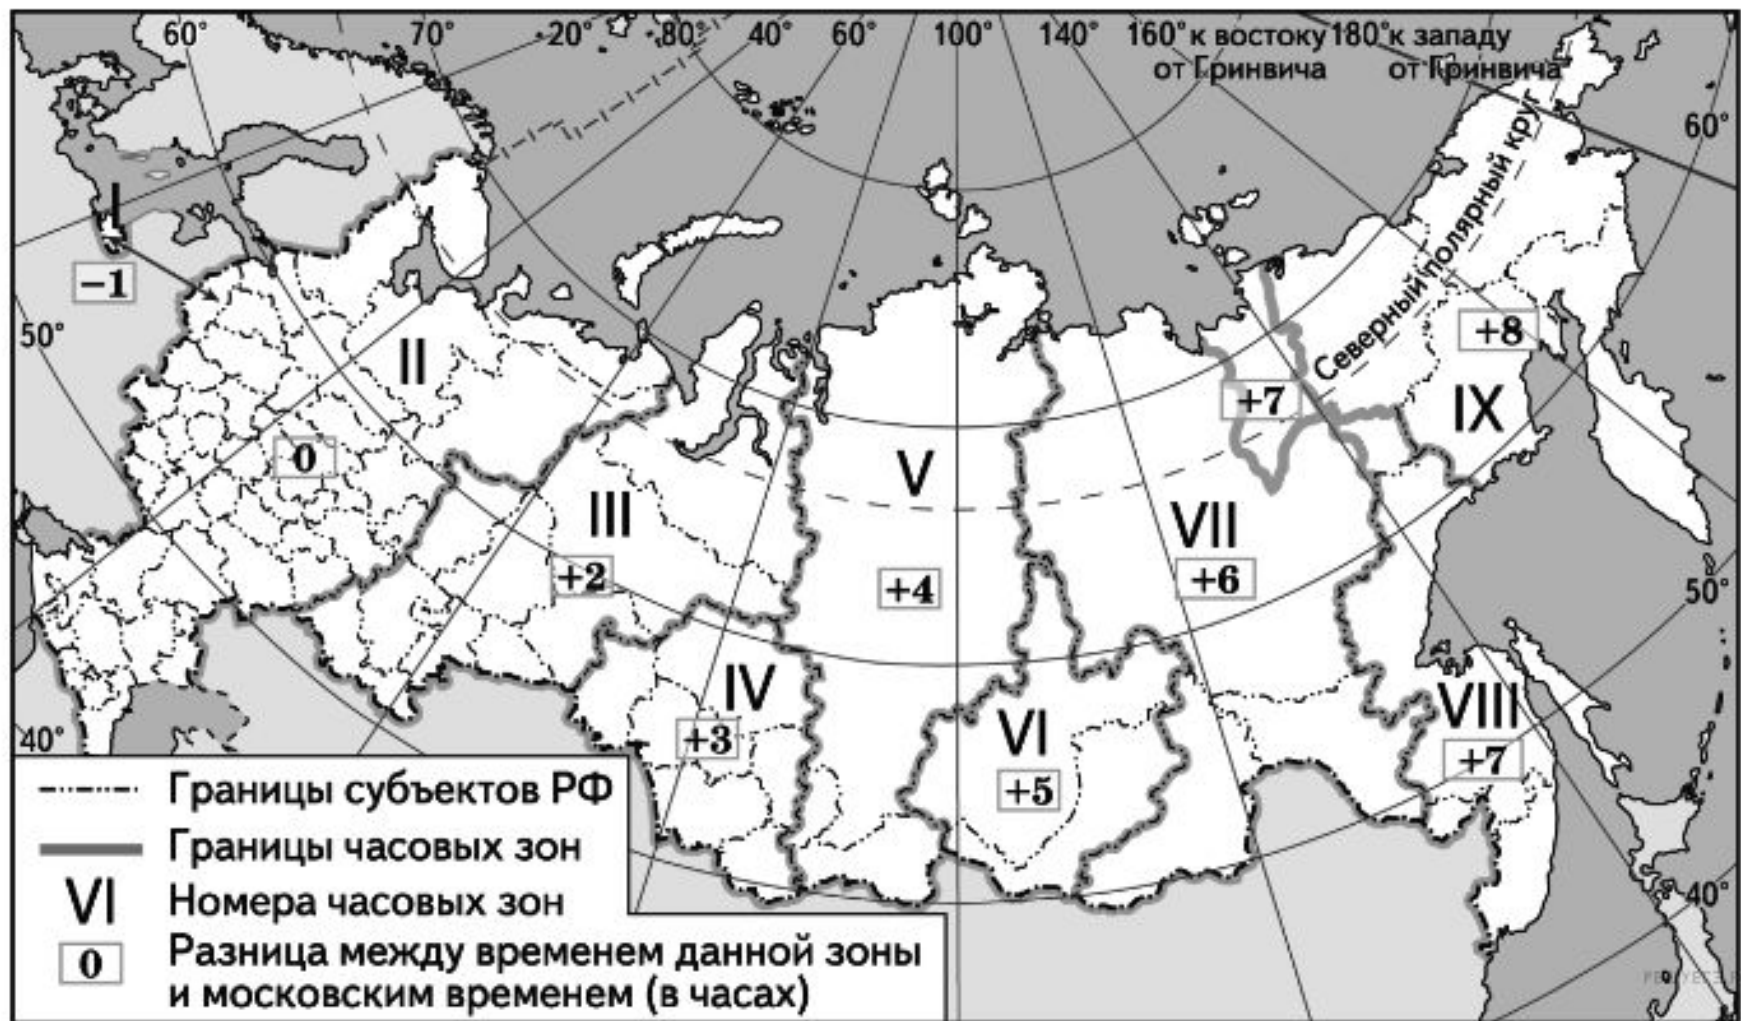 60° 70° 20° 80° 40° 60° 100° 140° 160° к востоку 180° к западу
от Гринвича от Гринвича
60°
Северный полярный круг
I
−1
50°
II
0
III
+2
IV
+3
V
+4
VI
+5
VII
+6
+7
VIII
+7
IX
+8
50°
40°
40°
Границы субъектов РФ
Границы часовых зон
VI Номера часовых зон
0 Разница между временем данной зоны
и московским временем (в часах)